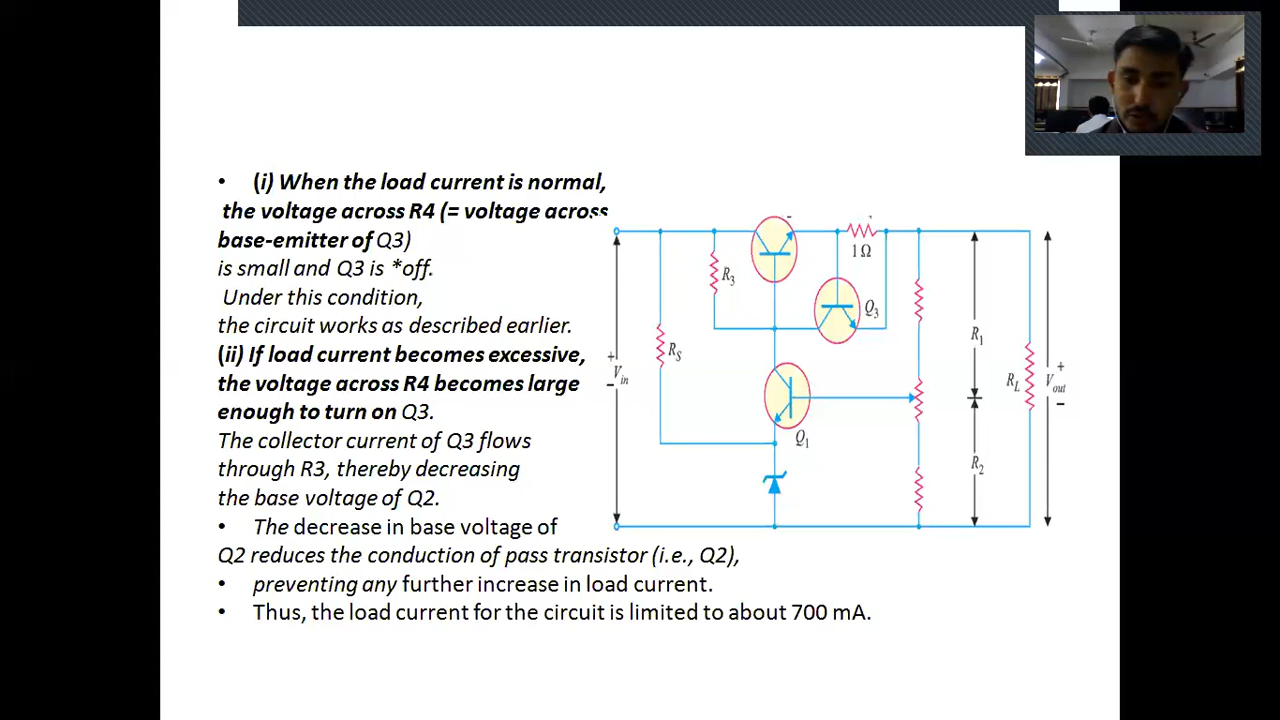 • (i) When the load current is normal,
the voltage across R4 (= voltage across
base-emitter of Q3)
is small and Q3 is *off.
Under this condition,
the circuit works as described earlier.
(ii) If load current becomes excessive,
the voltage across R4 becomes large
enough to turn on Q3.
The collector current of Q3 flows
through R3, thereby decreasing
the base voltage of Q2.
• The decrease in base voltage of
Q2 reduces the conduction of pass transistor (i.e., Q2),
• preventing any further increase in load current.
• Thus, the load current for the circuit is limited to about 700 mA.
1 Ω
R3
Q3
R1
RS
+
Vin
−
RL
+
Vout
−
Q1
R2